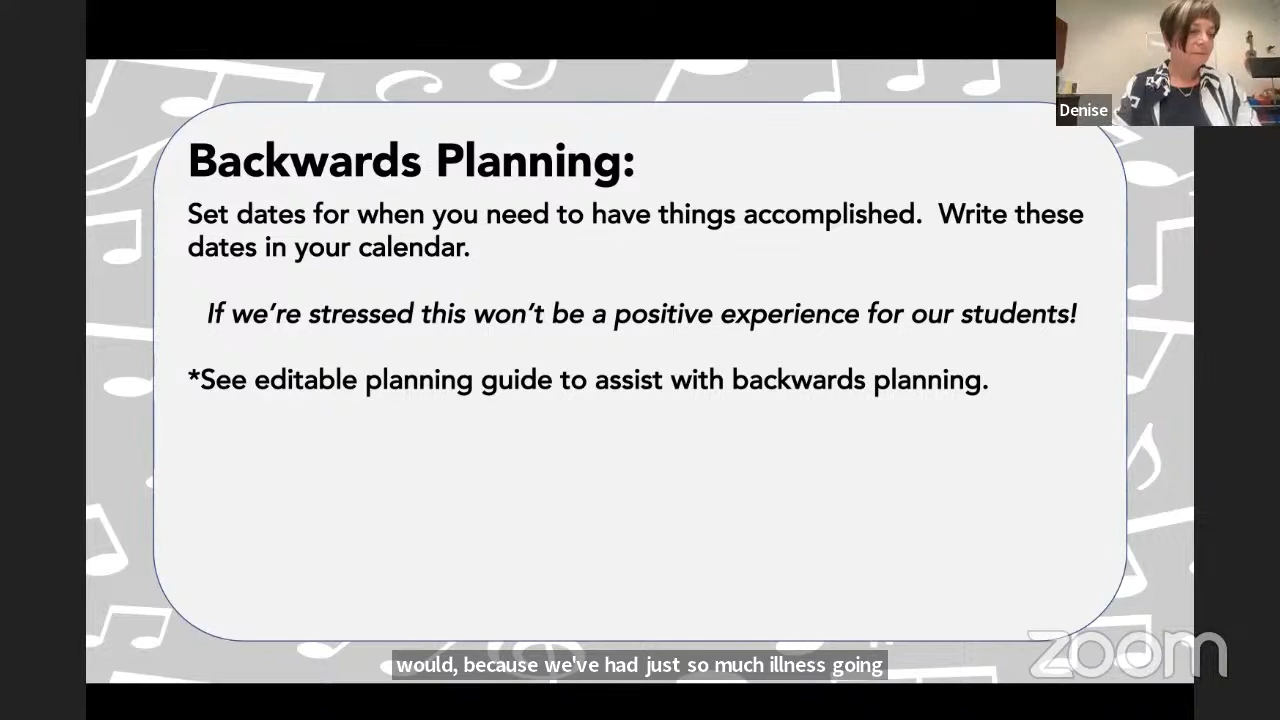 Denise
Backwards Planning:
Set dates for when you need to have things accomplished.  Write these
dates in your calendar.
If we’re stressed this won’t be a positive experience for our students!
*See editable planning guide to assist with backwards planning.
would, because we've had just so much illness going
zoom